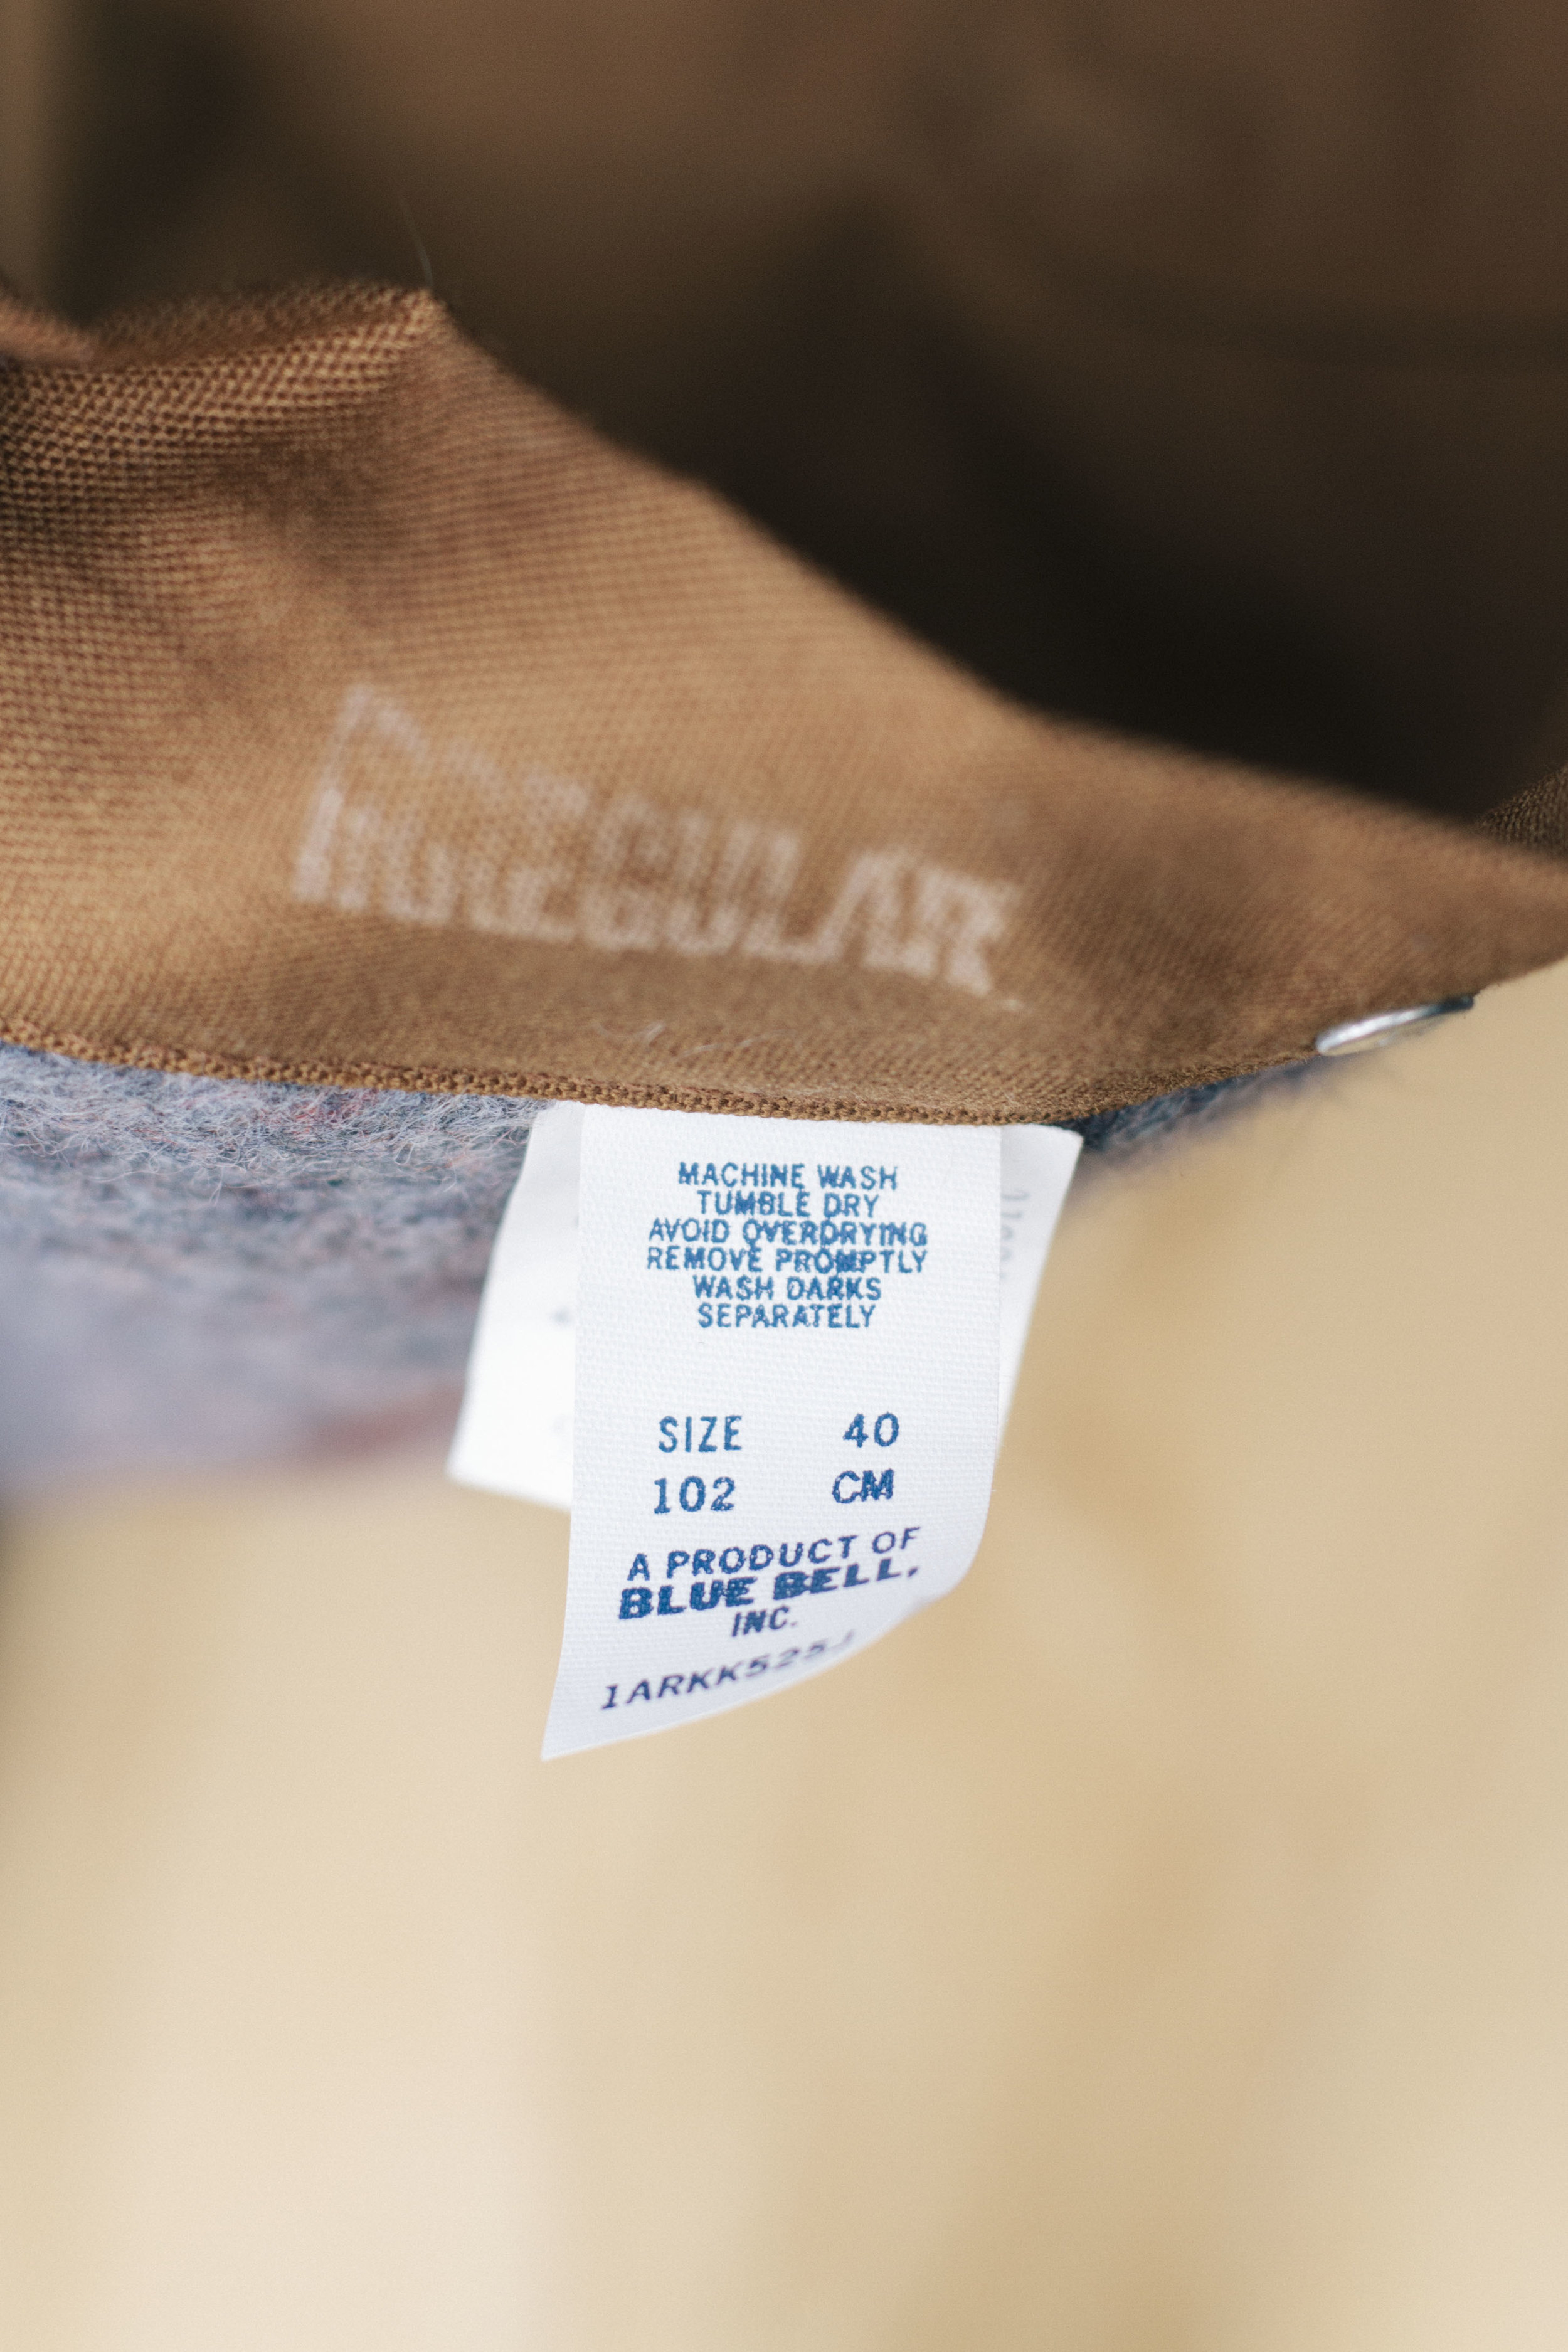 REGULAR
MACHINE WASH
TUMBLE DRY
AVOID OVERDRYING
REMOVE PROMPTLY
WASH DARKS
SEPARATELY
SIZE 40
102 CM
A PRODUCT OF
BLUE BELL,
INC.